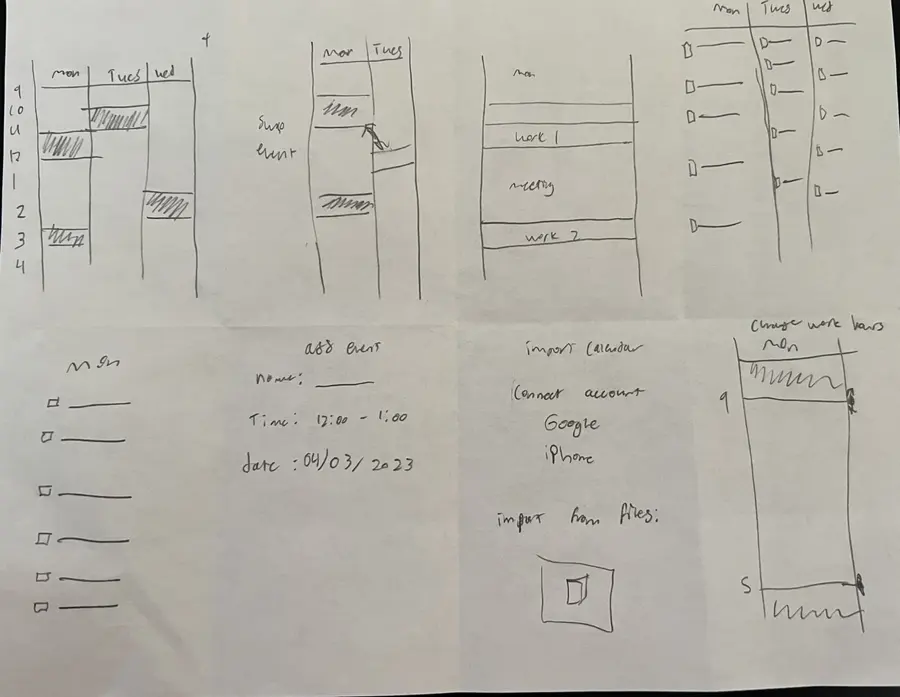 +
Mon Tues wed
9
10
11
12
1
2
3
4
Mon Tues
Swap
event
mon
work 1
meeting
work 2
Mon Tues wed
Mon
add event
name:
Time: 12:00 - 1:00
date: 04/03/2023
import Calendar
Connect account
Google
iPhone
import from files:
Change work hours
Mon
9
5